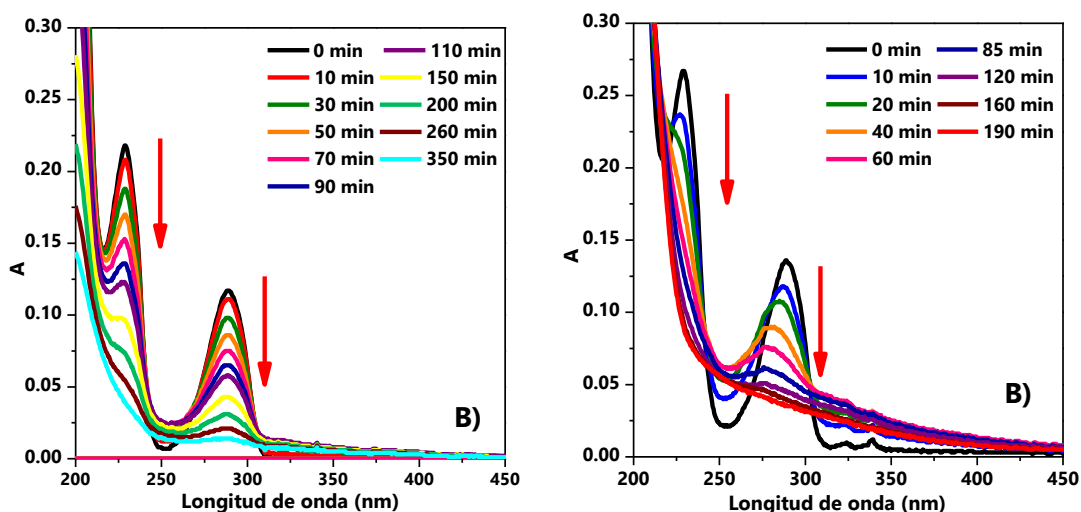 0.30
0.25
0.20
0.15
0.10
0.05
0.00
A
0 min 110 min
10 min 150 min
30 min 200 min
50 min 260 min
70 min 350 min
90 min
B)
200 250 300 350 400 450
Longitud de onda (nm)
B)
0.30
0.25
0.20
0.15
0.10
0.05
0.00
A
0 min 85 min
10 min 120 min
20 min 160 min
40 min 190 min
60 min
B)
200 250 300 350 400 450
Longitud de onda (nm)